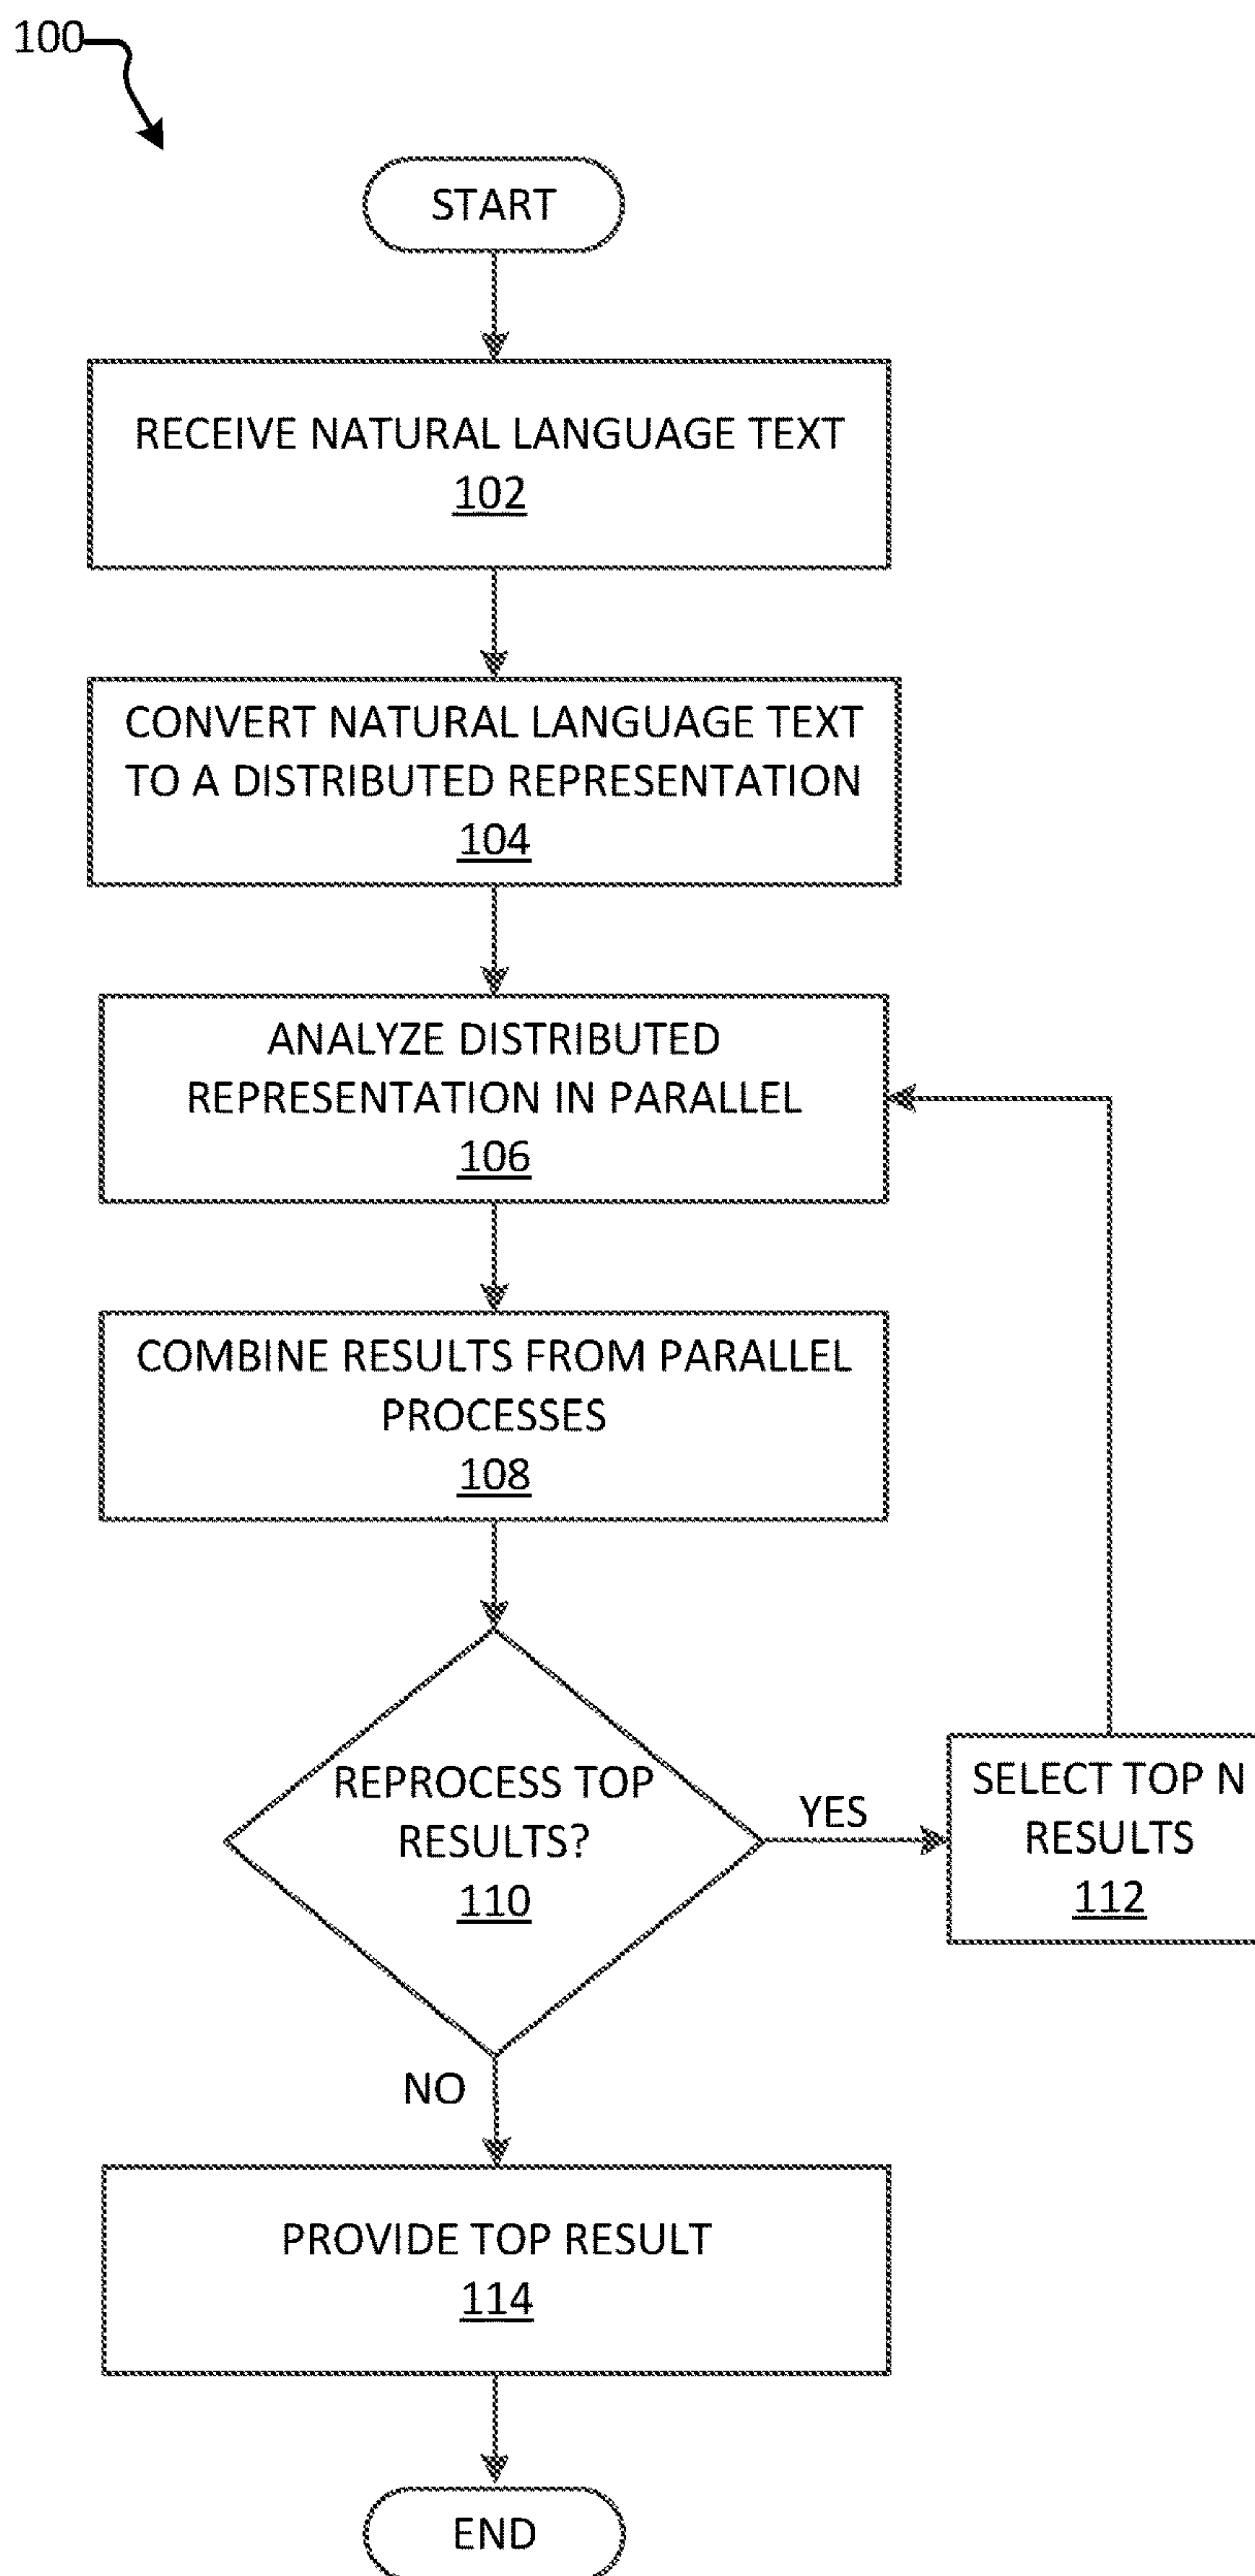 100
START
RECEIVE NATURAL LANGUAGE TEXT
102
CONVERT NATURAL LANGUAGE TEXT
TO A DISTRIBUTED REPRESENTATION
104
ANALYZE DISTRIBUTED
REPRESENTATION IN PARALLEL
106
COMBINE RESULTS FROM PARALLEL
PROCESSES
108
REPROCESS TOP
RESULTS?
110
YES
SELECT TOP N
RESULTS
112
NO
PROVIDE TOP RESULT
114
END